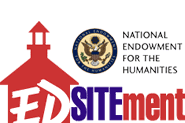 NATIONAL
ENDOWMENT
FOR THE
HUMANITIES
EDSITEment